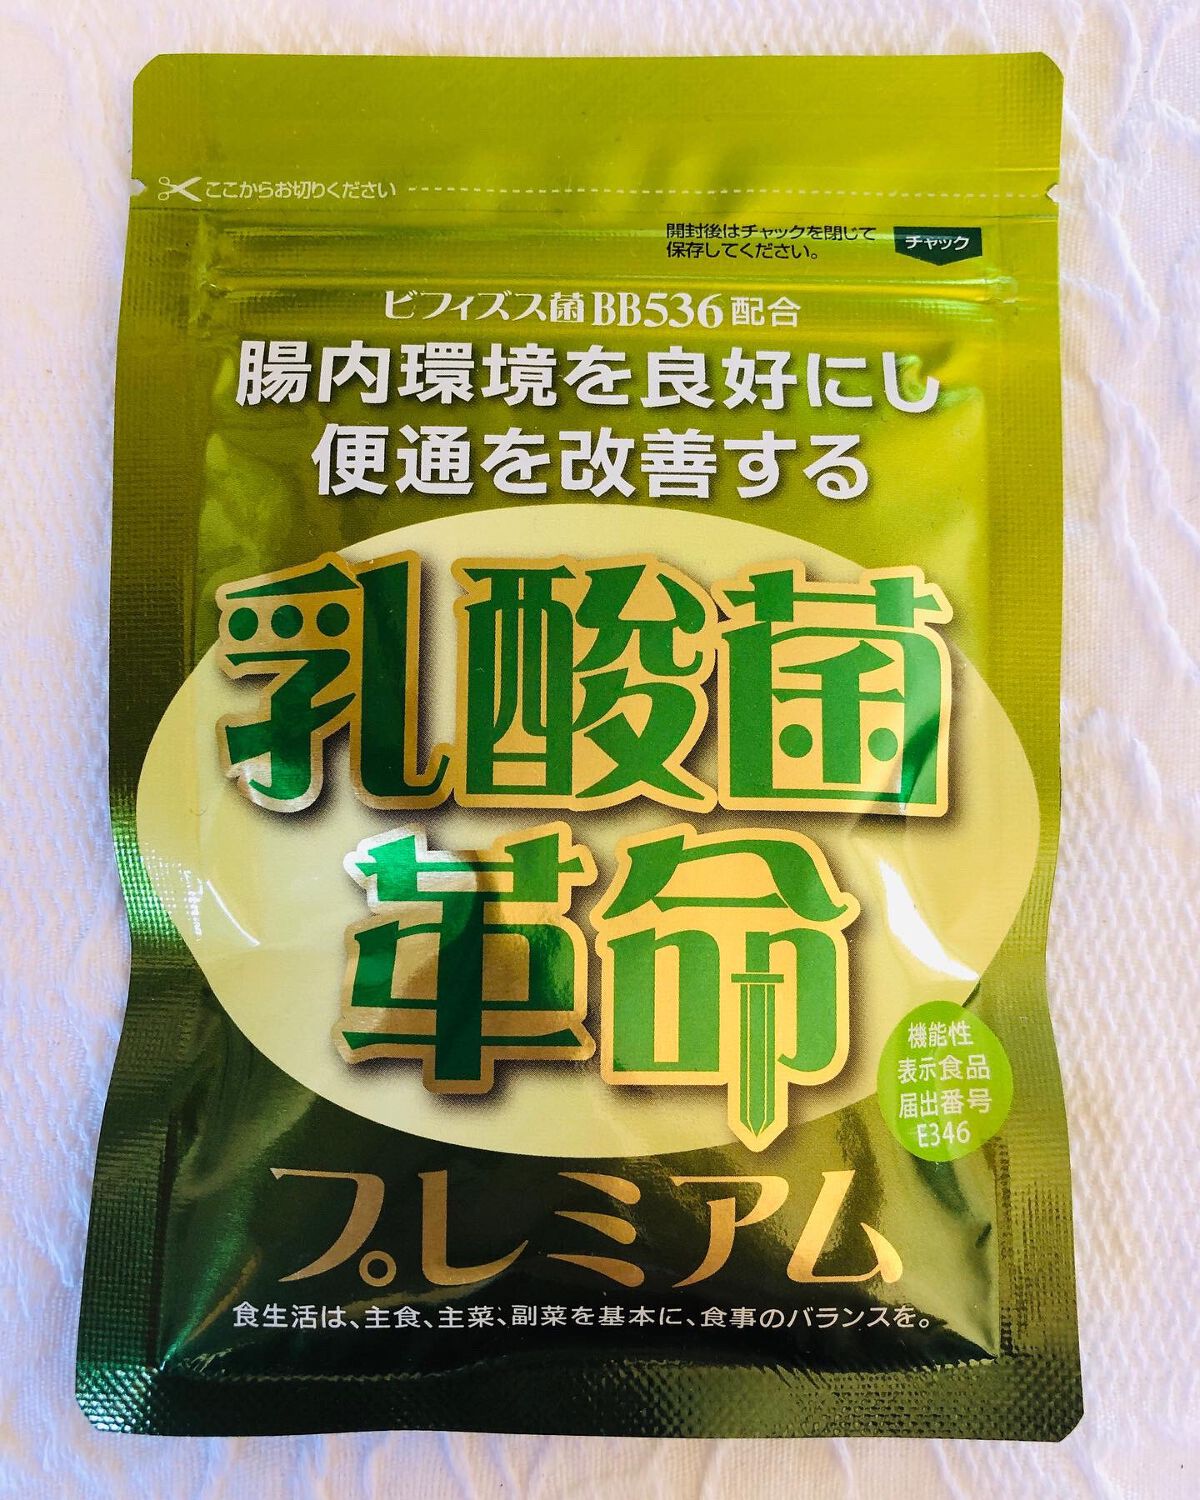 ここからお切りください
開封後はチャックを閉じて
保存してください。
チャック
ビフィズス菌BB536配合
腸内環境を良好にし
便通を改善する
乳酸菌
革命
機能性
表示食品
届出番号
E346
プレミアム
食生活は、主食、主菜、副菜を基本に、食事のバランスを。